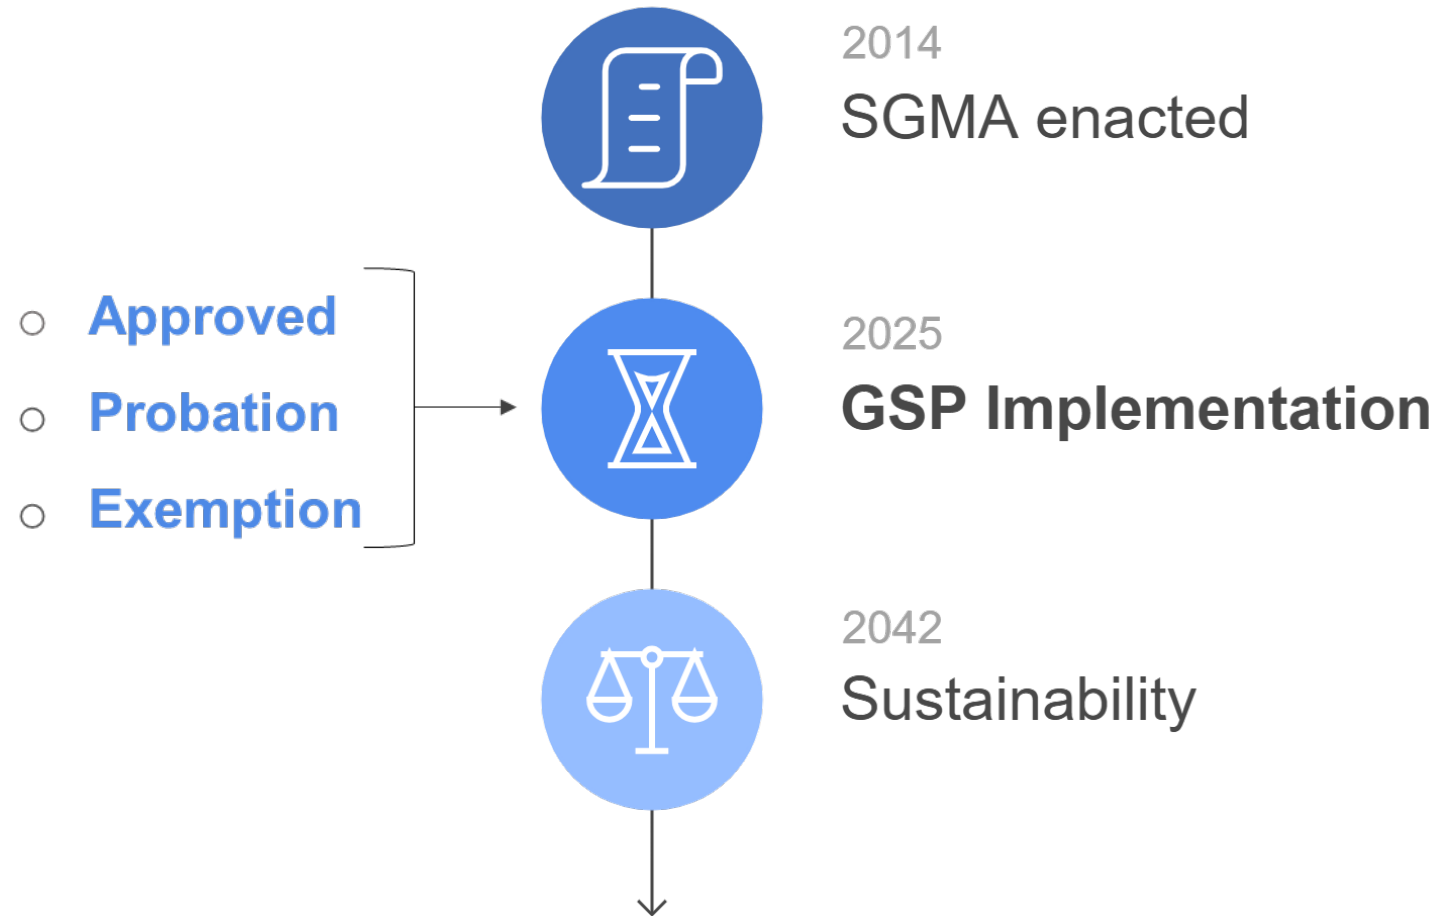 2014
SGMA enacted
Approved
Probation
Exemption
2025
GSP Implementation
2042
Sustainability